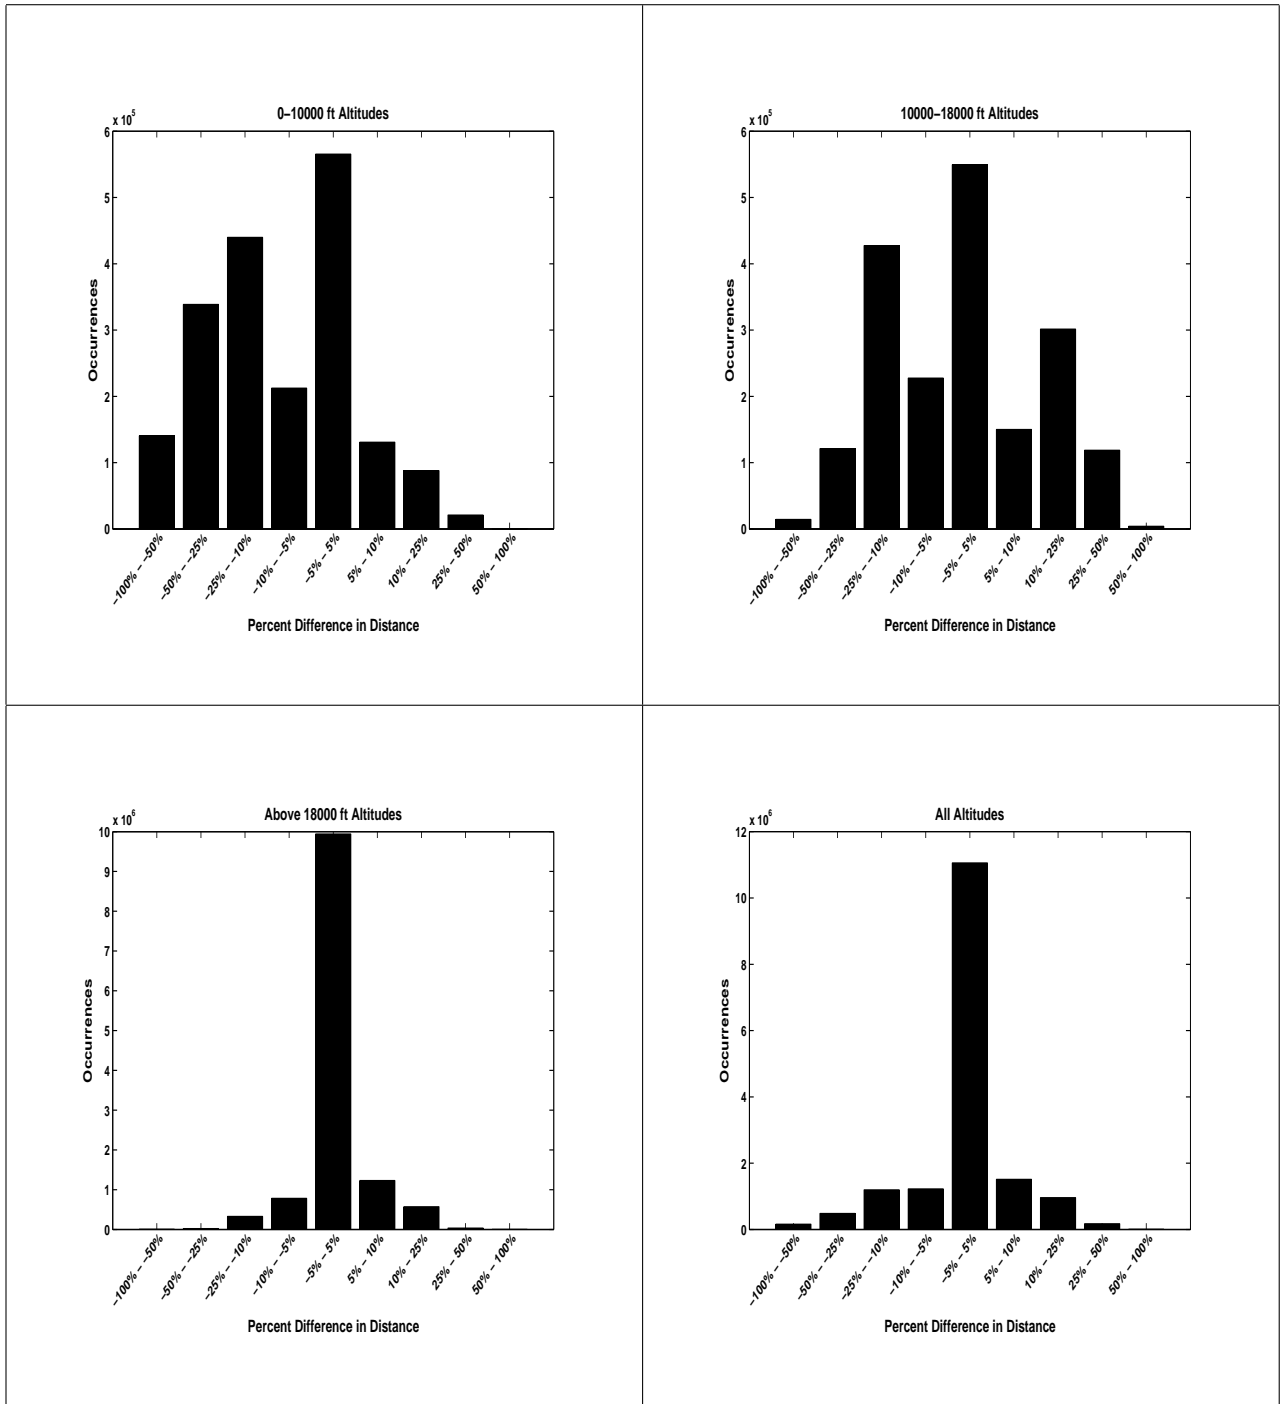 0–10000 ft Altitudes
x 10^5
6
5
4
3
2
1
0
Occurrences
–100% – –50%
–50% – –25%
–25% – –10%
–10% – –5%
–5% – 5%
5% – 10%
10% – 25%
25% – 50%
50% – 100%
Percent Difference in Distance
10000–18000 ft Altitudes
x 10^5
6
5
4
3
2
1
0
Occurrences
–100% – –50%
–50% – –25%
–25% – –10%
–10% – –5%
–5% – 5%
5% – 10%
10% – 25%
25% – 50%
50% – 100%
Percent Difference in Distance
Above 18000 ft Altitudes
x 10^6
10
9
8
7
6
5
4
3
2
1
0
Occurrences
–100% – –50%
–50% – –25%
–25% – –10%
–10% – –5%
–5% – 5%
5% – 10%
10% – 25%
25% – 50%
50% – 100%
Percent Difference in Distance
All Altitudes
x 10^6
12
10
8
6
4
2
0
Occurrences
–100% – –50%
–50% – –25%
–25% – –10%
–10% – –5%
–5% – 5%
5% – 10%
10% – 25%
25% – 50%
50% – 100%
Percent Difference in Distance